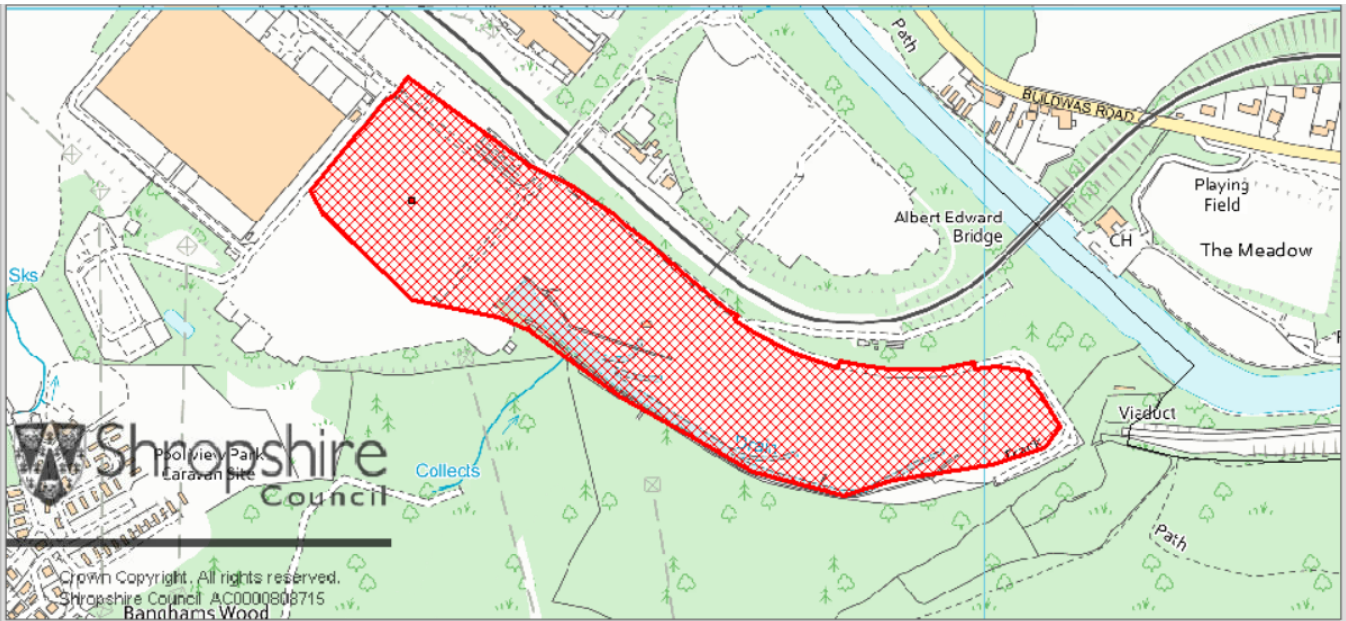 Path
BUILDWAS ROAD
Playing
Field
Albert Edward
Bridge
CH
The Meadow
Sks
Viaduct
Drain
Track
Shropshire
Council
Poolview Park
Caravan Site
Collects
Path
Crown Copyright. All rights reserved.
Shropshire Council AC0000808715
Banghams Wood